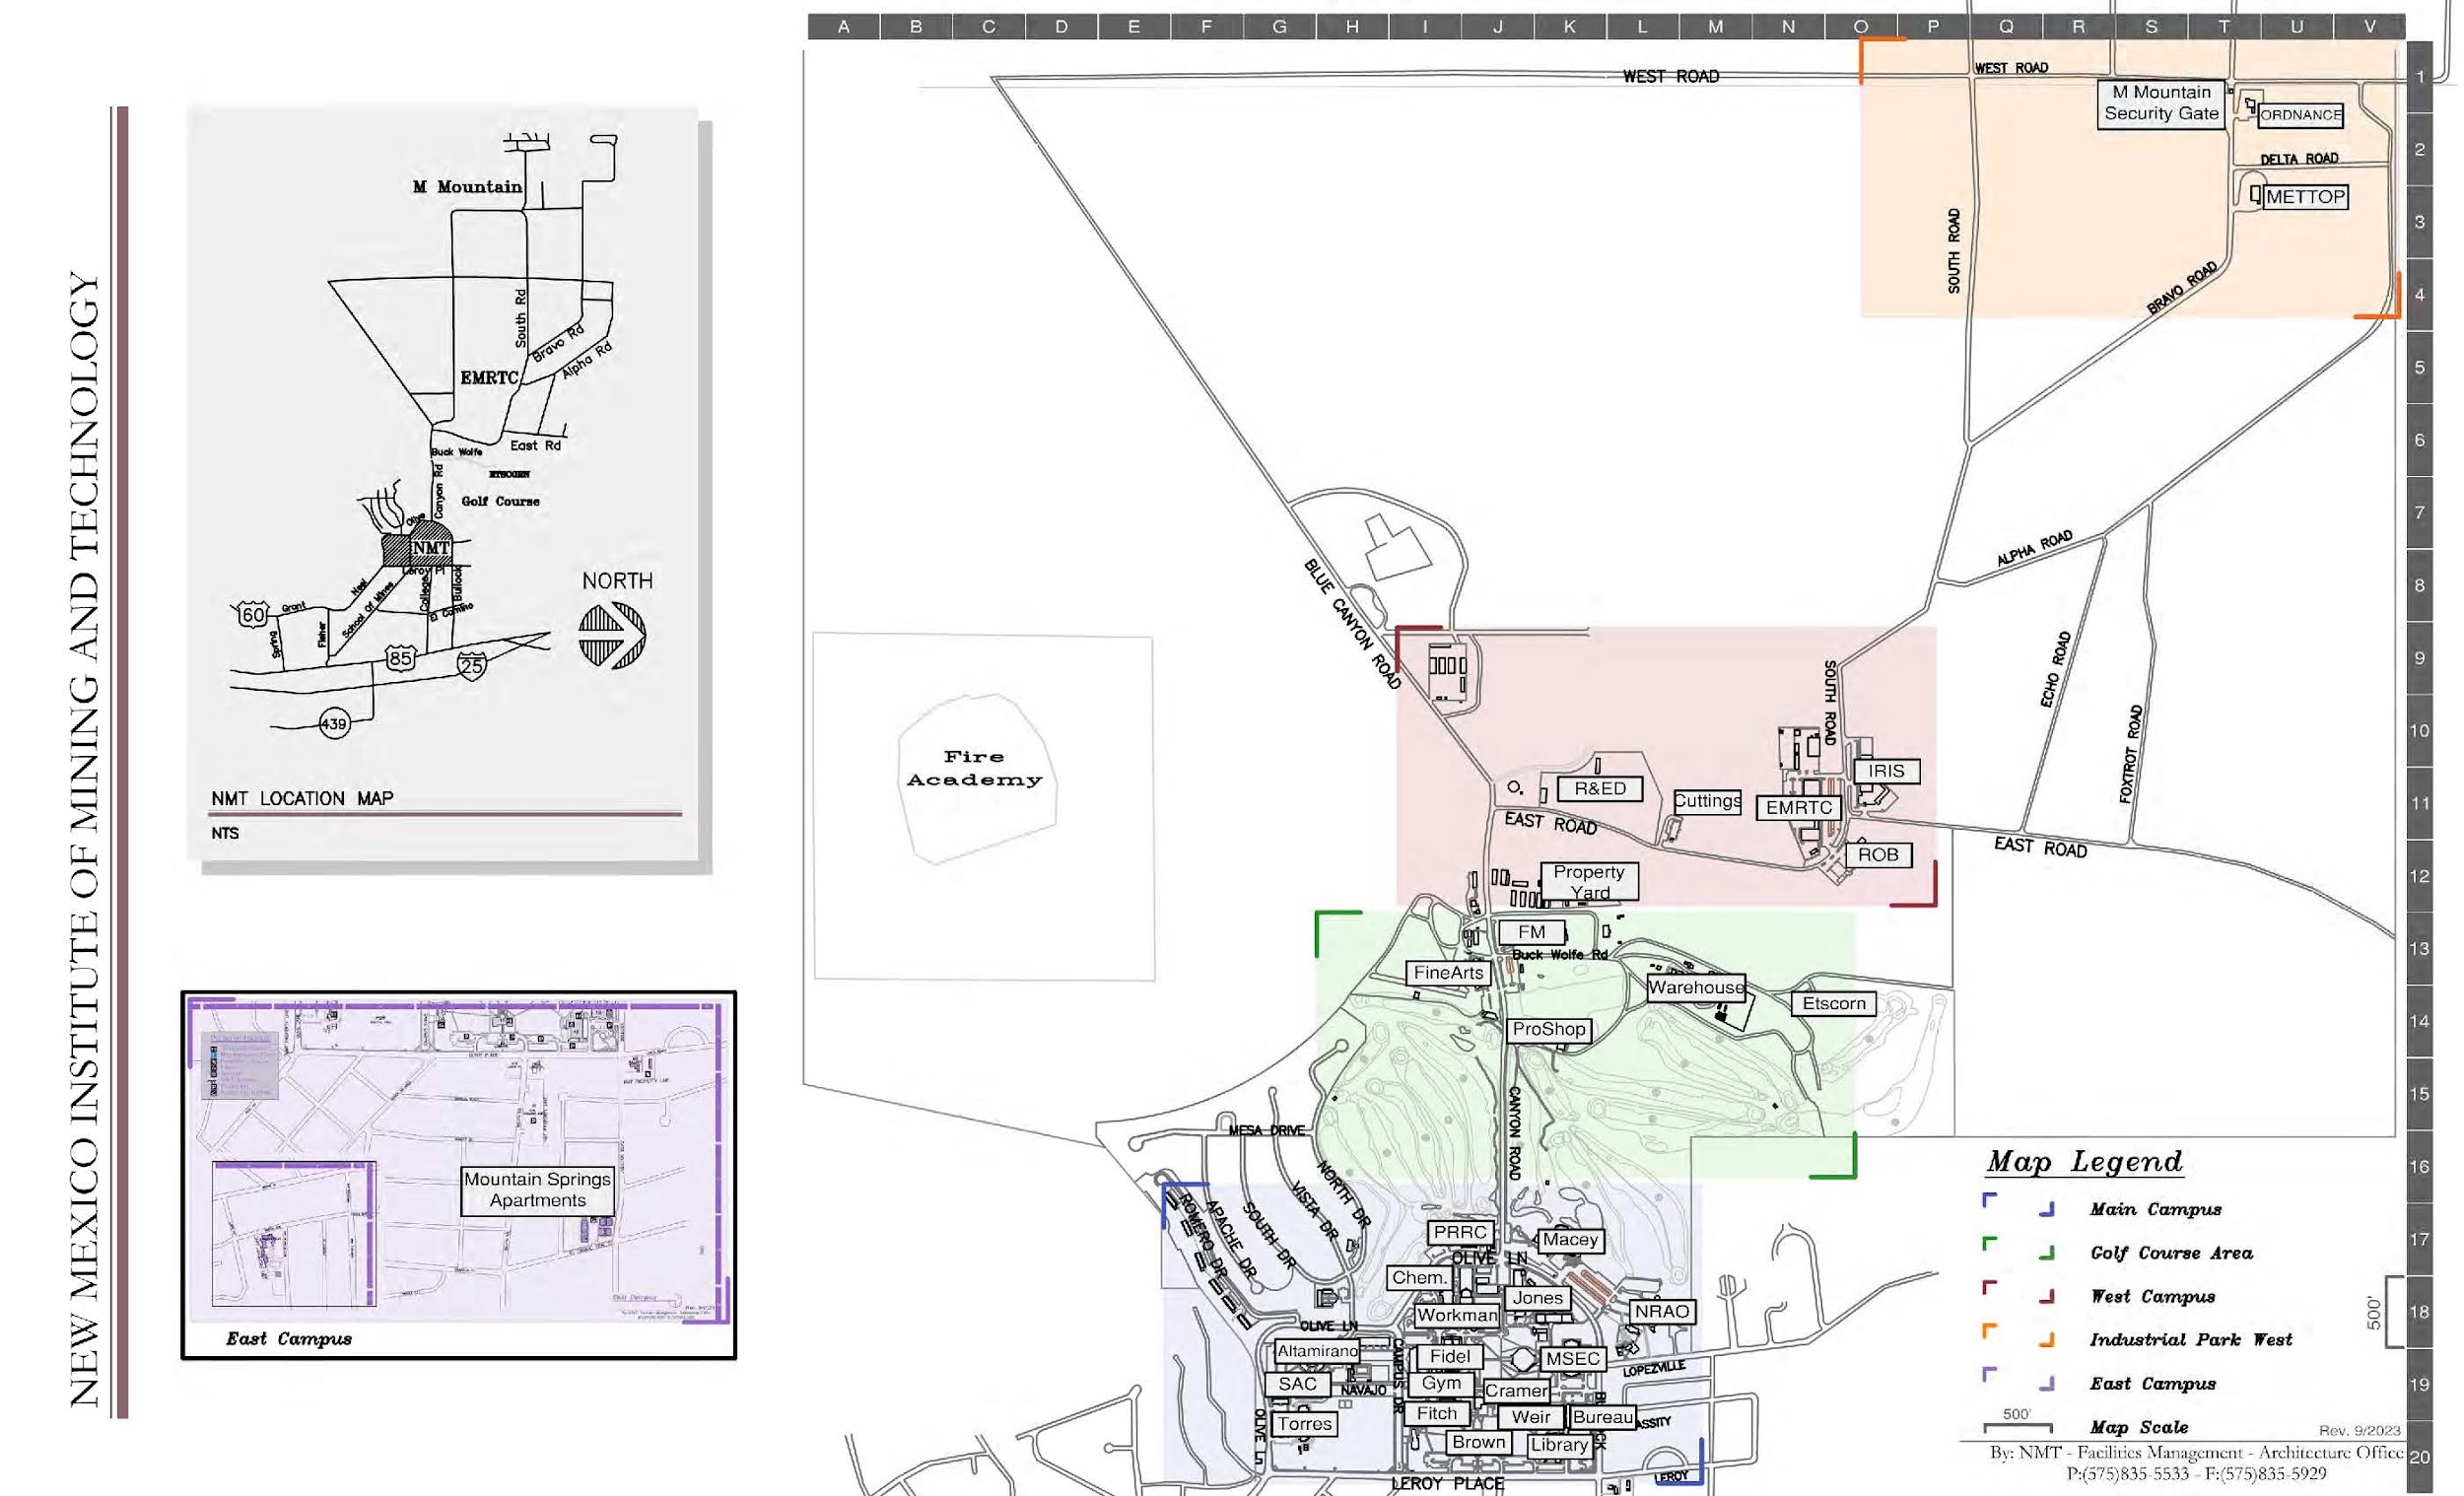 NEW MEXICO INSTITUTE OF MINING AND TECHNOLOGY
M Mountain
South Rd
Bravo Rd
Alpha Rd
EMRTC
East Rd
Buck Wolfe
Canyon Rd
Golf Course
Olive
NMT
Leroy Pl
Neel
School Of Mines
College
Bullock
El Camino
60
Grant
Spring
Fisher
85
25
439
NORTH
NMT LOCATION MAP
NTS
Mountain Springs
Apartments
East Campus
A B C D E F G H I J K L M N O P Q R S T U V
1
2
3
4
5
6
7
8
9
10
11
12
13
14
15
16
17
18
19
20
WEST ROAD
WEST ROAD
M Mountain
Security Gate
ORDNANCE
DELTA ROAD
METTOP
SOUTH ROAD
BRAVO ROAD
ALPHA ROAD
BLUE CANYON ROAD
SOUTH ROAD
ECHO ROAD
FOXTROT ROAD
Fire
Academy
IRIS
R&ED
Cuttings
EMRTC
EAST ROAD
EAST ROAD
ROB
Property
Yard
FM
Buck Wolfe Rd
FineArts
Warehouse
Etscorn
ProShop
CANYON ROAD
MESA DRIVE
NORTH DR
VISTA DR
SOUTH DR
APACHE DR
ROMERO DR
PRRC
Macey
OLIVE LN
Chem.
Jones
Workman
NRAO
OLIVE LN
Altamirano
Fidel
MSEC
LOPEZVILLE
SAC
NAVAJO
CAMPUS DR
Gym
Cramer
Torres
Fitch
Weir
Bureau
ASSITY
OLIVE LN
Brown
Library
LEROY PLACE
LEROY
Map Legend
Main Campus
Golf Course Area
West Campus
Industrial Park West
East Campus
500'
Map Scale
500'
Rev. 9/2023
By: NMT - Facilities Management - Architecture Office
P:(575)835-5533 - F:(575)835-5929